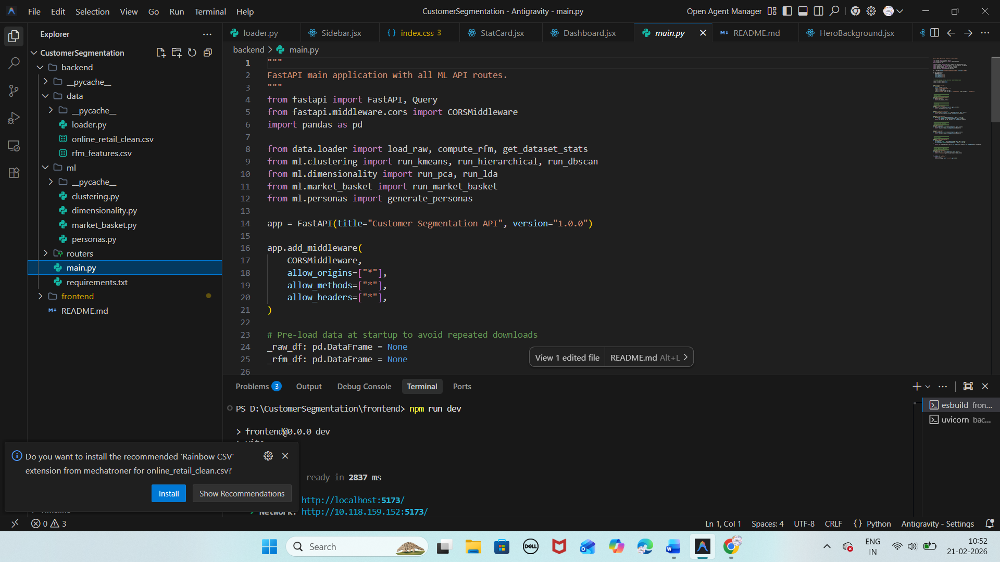 File Edit Selection View Go Run Terminal Help
CustomerSegmentation - Antigravity - main.py
Open Agent Manager
Explorer
CustomerSegmentation
backend
__pycache__
data
__pycache__
loader.py
online_retail_clean.csv
rfm_features.csv
ml
__pycache__
clustering.py
dimensionality.py
market_basket.py
personas.py
routers
main.py
requirements.txt
frontend
README.md
loader.py
Sidebar.jsx
{} index.css 3
StatCard.jsx
Dashboard.jsx
main.py
README.md
HeroBackground.jsx
backend > main.py
1 """
2 FastAPI main application with all ML API routes.
3 """
4 from fastapi import FastAPI, Query
5 from fastapi.middleware.cors import CORSMiddleware
6 import pandas as pd
7
8 from data.loader import load_raw, compute_rfm, get_dataset_stats
9 from ml.clustering import run_kmeans, run_hierarchical, run_dbscan
10 from ml.dimensionality import run_pca, run_lda
11 from ml.market_basket import run_market_basket
12 from ml.personas import generate_personas
13
14 app = FastAPI(title="Customer Segmentation API", version="1.0.0")
15
16 app.add_middleware(
17 CORSMiddleware,
18 allow_origins=["*"],
19 allow_methods=["*"],
20 allow_headers=["*"],
21 )
22
23 # Pre-load data at startup to avoid repeated downloads
24 _raw_df: pd.DataFrame = None
25 _rfm_df: pd.DataFrame = None
26
View 1 edited file README.md Alt+L >
Problems 3 Output Debug Console Terminal Ports
PS D:\CustomerSegmentation\frontend> npm run dev
> frontend@0.0.0 dev
ready in 2837 ms
http://localhost:5173/
Network: http://10.118.159.152:5173/
esbuild fron...
uvicorn bac...
Do you want to install the recommended 'Rainbow CSV'
extension from mechatroner for online_retail_clean.csv?
Install
Show Recommendations
0 3
Ln 1, Col 1 Spaces: 4 UTF-8 CRLF {} Python Antigravity - Settings
Search
DELL
ENG
IN
10:52
21-02-2026